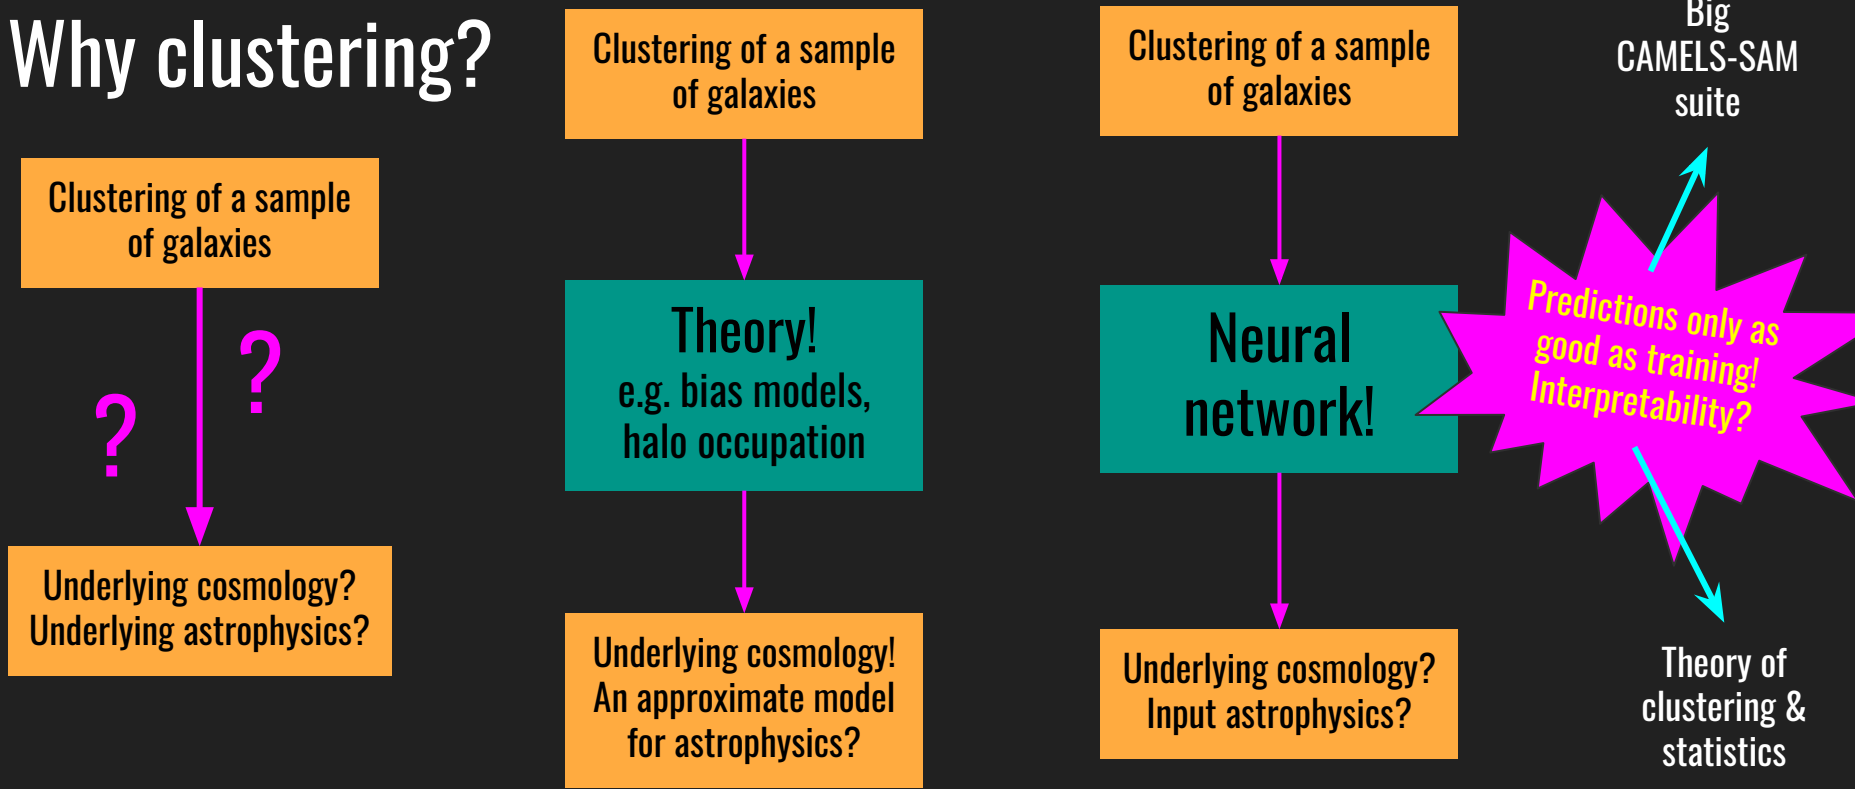 Why clustering?
Clustering of a sample
of galaxies
?
?
Underlying cosmology?
Underlying astrophysics?
Clustering of a sample
of galaxies
Theory!
e.g. bias models,
halo occupation
Underlying cosmology!
An approximate model
for astrophysics?
Clustering of a sample
of galaxies
Neural
network!
Underlying cosmology?
Input astrophysics?
Big
CAMELS-SAM
suite
Predictions only as
good as training!
Interpretability?
Theory of
clustering &
statistics